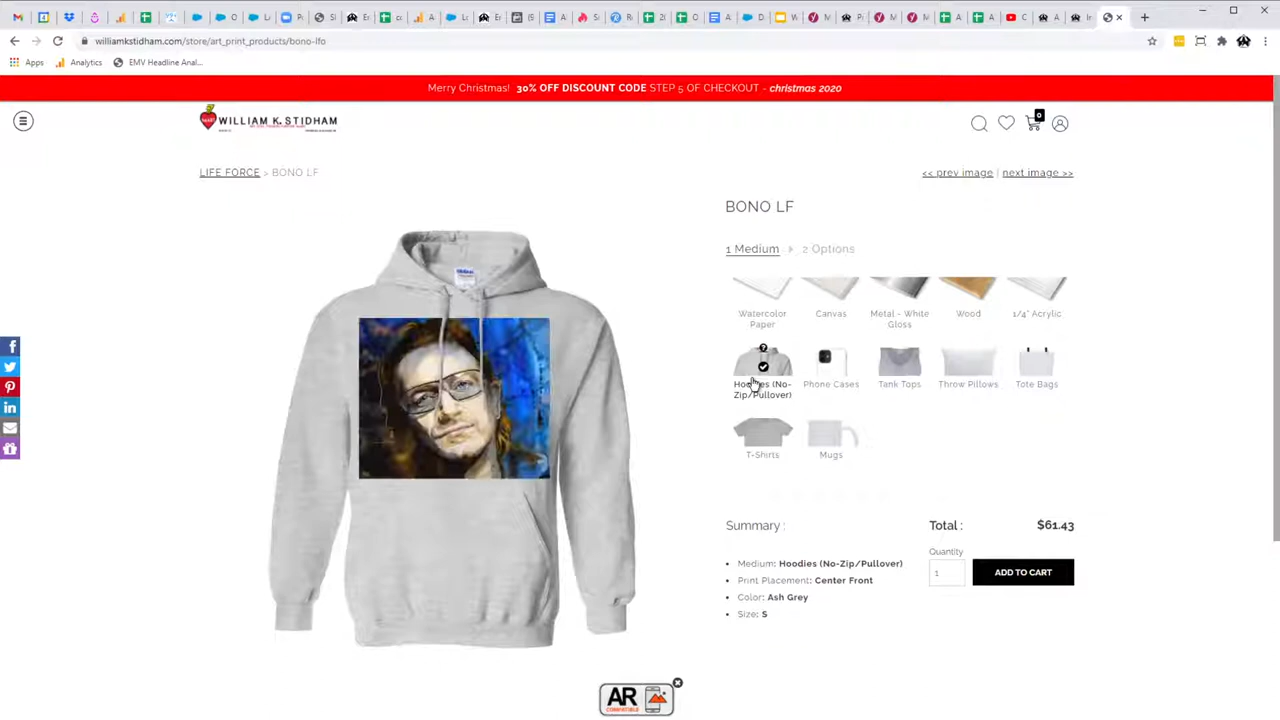 williamkstidham.com/store/art_print_products/bono-lfo
Apps
Analytics
EMV Headline Anal...
Merry Christmas! 30% OFF DISCOUNT CODE STEP 5 OF CHECKOUT - christmas 2020
WILLIAM K. STIDHAM
0
LIFE FORCE > BONO LF
<< prev image | next image >>
BONO LF
1 Medium
2 Options
Watercolor Paper
Canvas
Metal - White Gloss
Wood
1/4" Acrylic
Hoodies (No-Zip/Pullover)
Phone Cases
Tank Tops
Throw Pillows
Tote Bags
T-Shirts
Mugs
Summary :
Total :
$61.43
Quantity
1
ADD TO CART
Medium: Hoodies (No-Zip/Pullover)
Print Placement: Center Front
Color: Ash Grey
Size: S
AR
COMPATIBLE